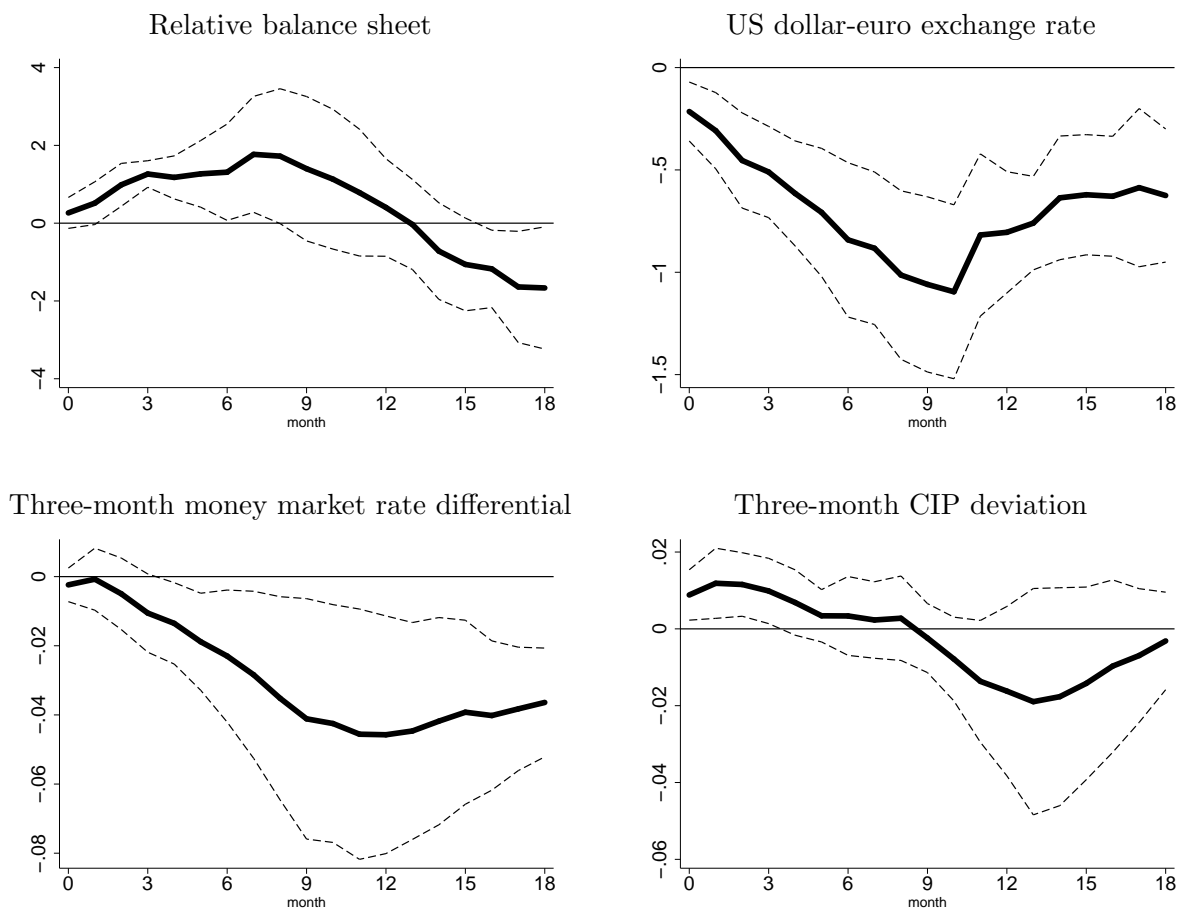 Relative balance sheet
4
2
0
−2
−4
0 3 6 9 12 15 18
month
US dollar-euro exchange rate
0
−.5
−1
−1.5
0 3 6 9 12 15 18
month
Three-month money market rate differential
0
−.02
−.04
−.06
−.08
0 3 6 9 12 15 18
month
Three-month CIP deviation
.02
0
−.02
−.04
−.06
0 3 6 9 12 15 18
month